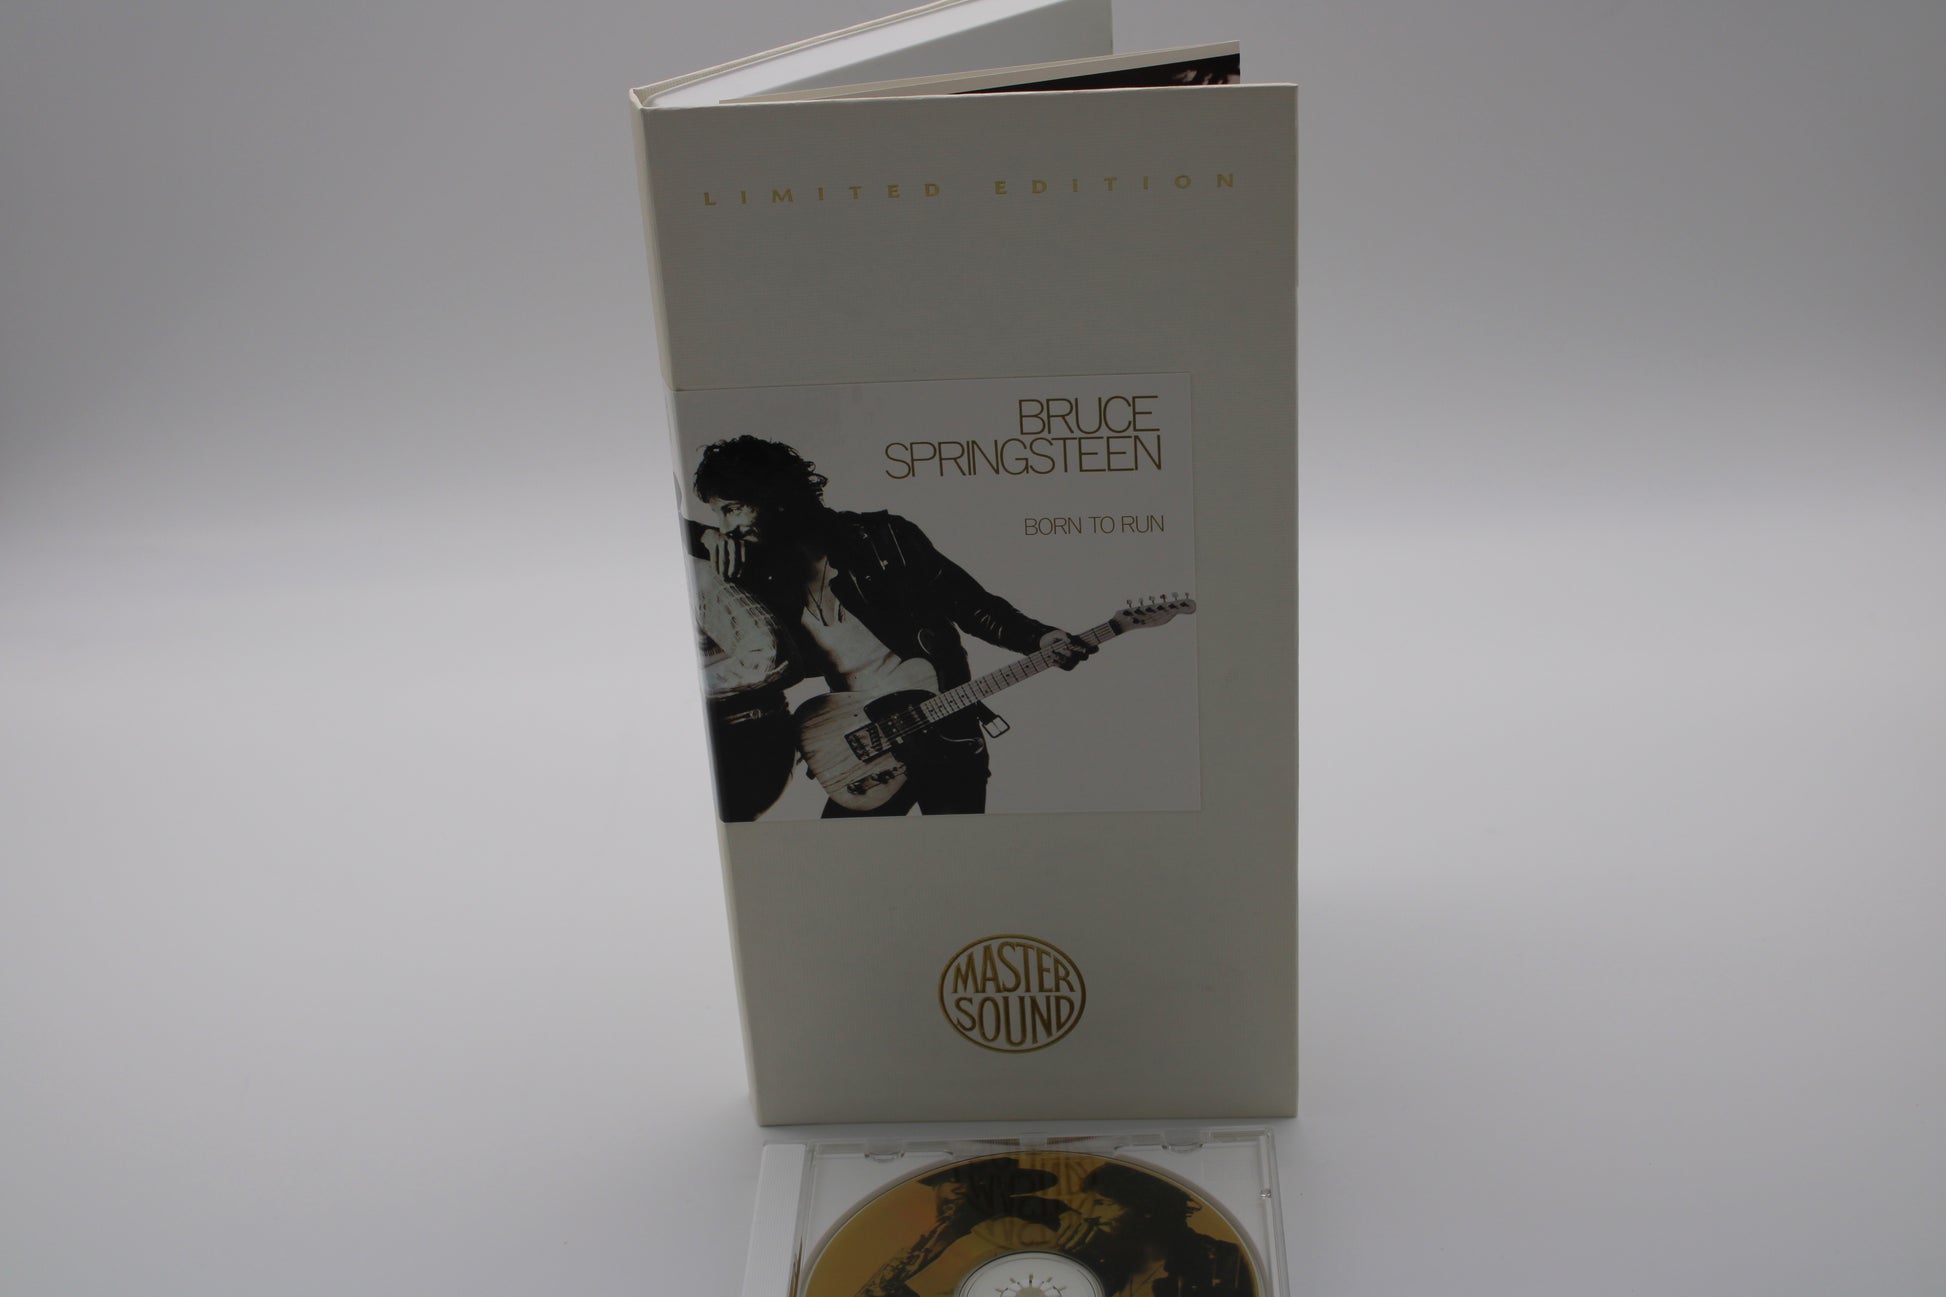 LIMITED EDITION
BRUCE
SPRINGSTEEN
BORN TO RUN
MASTER
SOUND